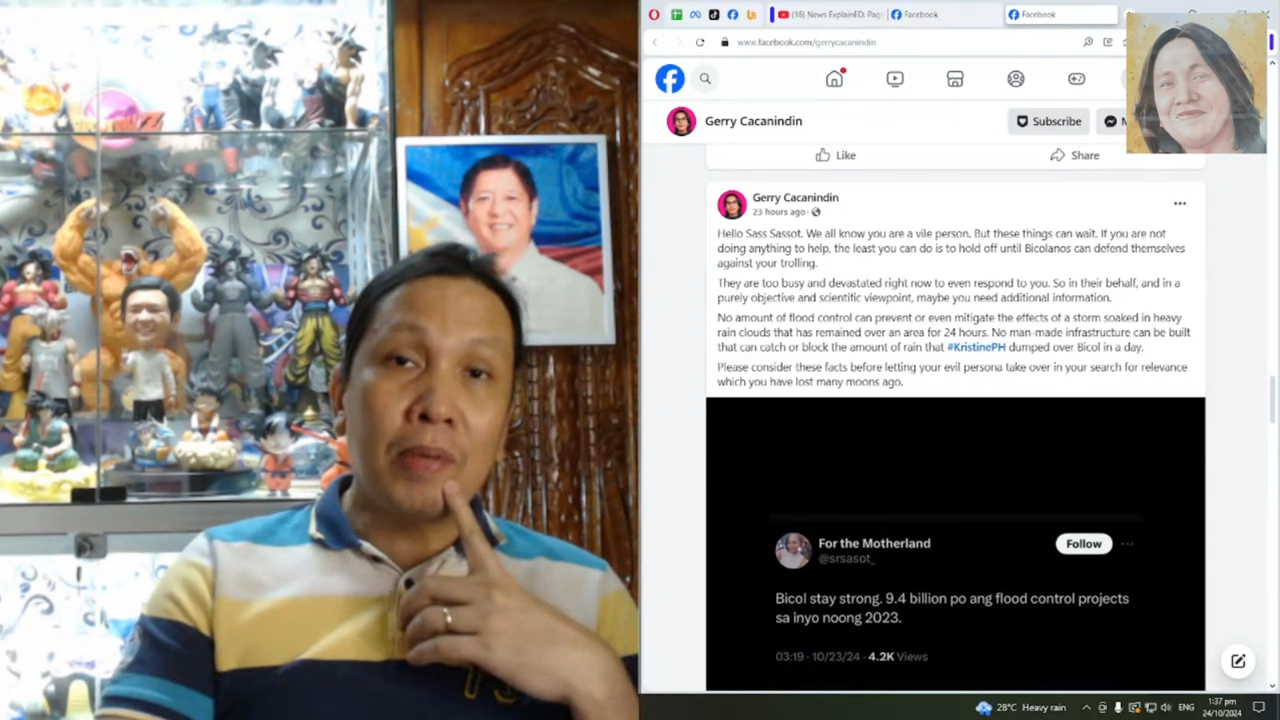 (16) News ExplainED: Pag
Facebook
Facebook
www.facebook.com/gerrycacanindin
Gerry Cacanindin
Subscribe
Like
Share
Gerry Cacanindin
23 hours ago ·
Hello Sass Sassot. We all know you are a vile person. But these things can wait. If you are not
doing anything to help, the least you can do is to hold off until Bicolanos can defend themselves
against your trolling.
They are too busy and devastated right now to even respond to you. So in their behalf, and in a
purely objective and scientific viewpoint, maybe you need additional information.
No amount of flood control can prevent or even mitigate the effects of a storm soaked in heavy
rain clouds that has remained over an area for 24 hours. No man-made infrastructure can be built
that can catch or block the amount of rain that #KristinePH dumped over Bicol in a day.
Please consider these facts before letting your evil persona take over in your search for relevance
which you have lost many moons ago.
For the Motherland
@srsasot_
Follow
Bicol stay strong. 9.4 billion po ang flood control projects
sa inyo noong 2023.
03:19 · 10/23/24 · 4.2K Views
28°C Heavy rain
ENG
1:37 pm
24/10/2024